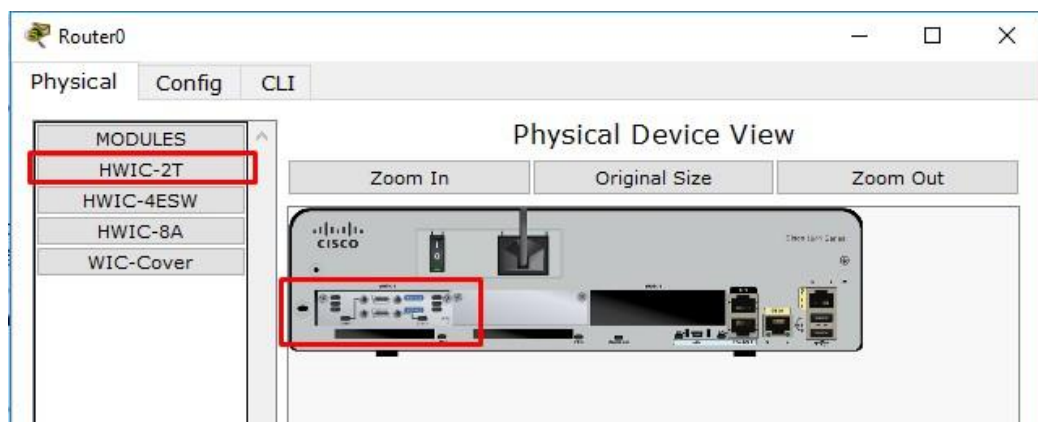 Router0
Physical Config CLI
MODULES
HWIC-2T
HWIC-4ESW
HWIC-8A
WIC-Cover
Physical Device View
Zoom In Original Size Zoom Out
CISCO